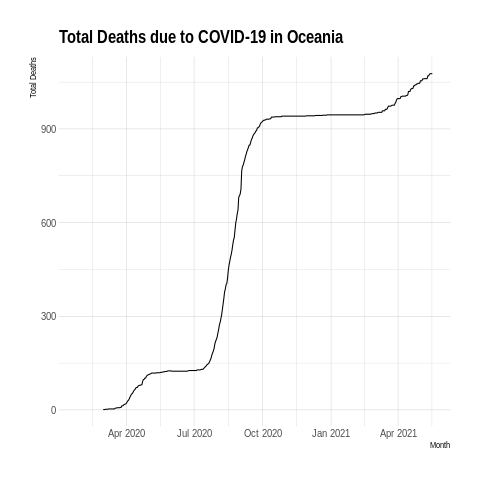 Total Deaths due to COVID-19 in Oceania
Total Deaths
900
600
300
0
Apr 2020 Jul 2020 Oct 2020 Jan 2021 Apr 2021
Month